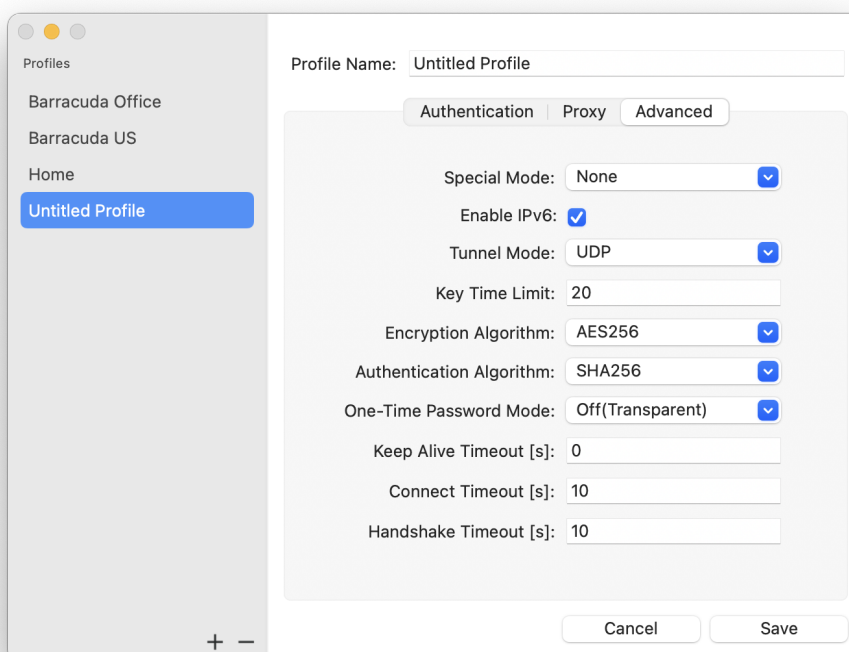 Profiles
Barracuda Office
Barracuda US
Home
Untitled Profile
Profile Name: Untitled Profile
Authentication Proxy Advanced
Special Mode: None
Enable IPv6:
Tunnel Mode: UDP
Key Time Limit: 20
Encryption Algorithm: AES256
Authentication Algorithm: SHA256
One-Time Password Mode: Off(Transparent)
Keep Alive Timeout [s]: 0
Connect Timeout [s]: 10
Handshake Timeout [s]: 10
+ −
Cancel Save